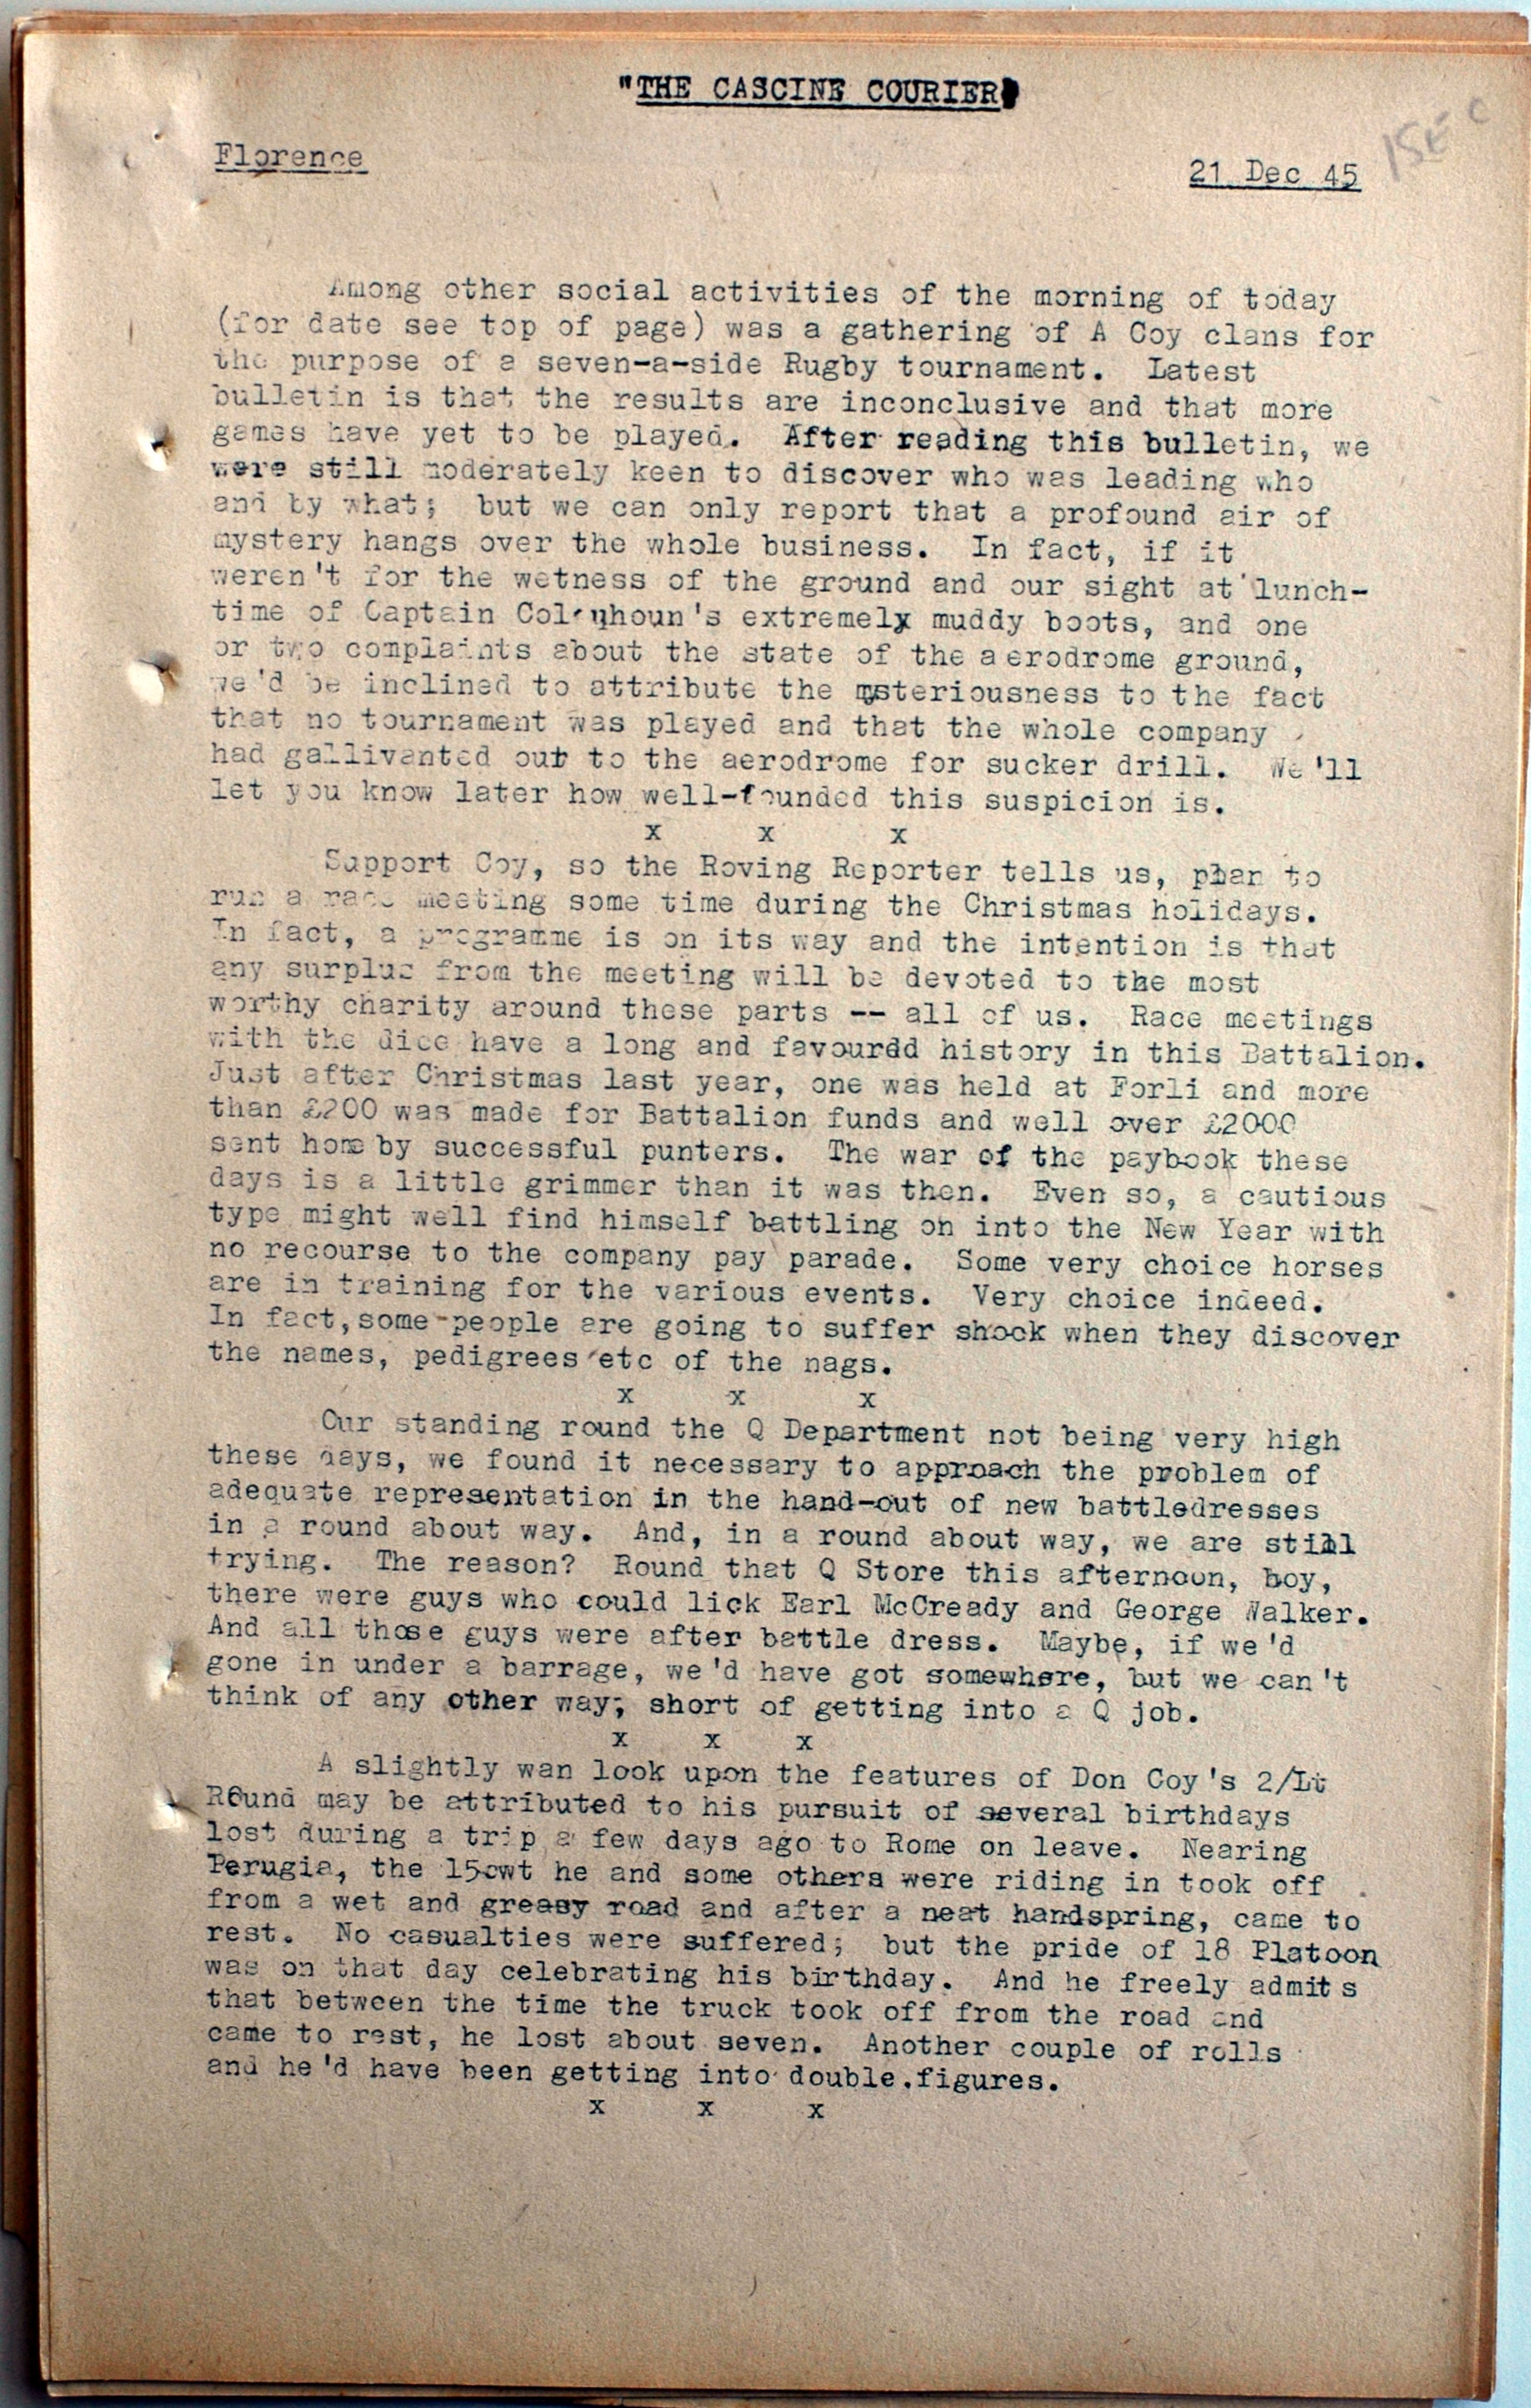 "THE CASCINE COURIER"
Florence
21 Dec 45
Among other social activities of the morning of today
(for date see top of page) was a gathering of A Coy clans for
the purpose of a seven-a-side Rugby tournament. Latest
bulletin is that the results are inconclusive and that more
games have yet to be played. After reading this bulletin, we
were still moderately keen to discover who was leading who
and by what; but we can only report that a profound air of
mystery hangs over the whole business. In fact, if it
weren't for the wetness of the ground and our sight at lunch-
time of Captain Colquhoun's extremely muddy boots, and one
or two complaints about the state of the aerodrome ground,
we'd be inclined to attribute the mysteriousness to the fact
that no tournament was played and that the whole company
had gallivanted out to the aerodrome for sucker drill. We'll
let you know later how well-founded this suspicion is.
x x x
Support Coy, so the Roving Reporter tells us, plan to
run a race meeting some time during the Christmas holidays.
In fact, a programme is on its way and the intention is that
any surplus from the meeting will be devoted to the most
worthy charity around these parts -- all of us. Race meetings
with the dice have a long and favouräd history in this Battalion.
Just after Christmas last year, one was held at Forli and more
than £200 was made for Battalion funds and well over £2000
sent home by successful punters. The war of the paybook these
days is a little grimmer than it was then. Even so, a cautious
type might well find himself battling on into the New Year with
no recourse to the company pay parade. Some very choice horses
are in training for the various events. Very choice indeed.
In fact, some people are going to suffer shock when they discover
the names, pedigrees etc of the nags.
x x x
Our standing round the Q Department not being very high
these days, we found it necessary to approach the problem of
adequate representation in the hand-out of new battledresses
in a round about way. And, in a round about way, we are still
trying. The reason? Round that Q Store this afternoon, boy,
there were guys who could lick Earl McCready and George Walker.
And all those guys were after battle dress. Maybe, if we'd
gone in under a barrage, we'd have got somewhere, but we can't
think of any other way; short of getting into a Q job.
x x x
A slightly wan look upon the features of Don Coy's 2/Lt
Round may be attributed to his pursuit of several birthdays
lost during a trip a few days ago to Rome on leave. Nearing
Perugia, the 15cwt he and some others were riding in took off
from a wet and greasy road and after a neat handspring, came to
rest. No casualties were suffered; but the pride of 18 Platoon
was on that day celebrating his birthday. And he freely admits
that between the time the truck took off from the road and
came to rest, he lost about seven. Another couple of rolls
and he'd have been getting into double.figures.
x x x